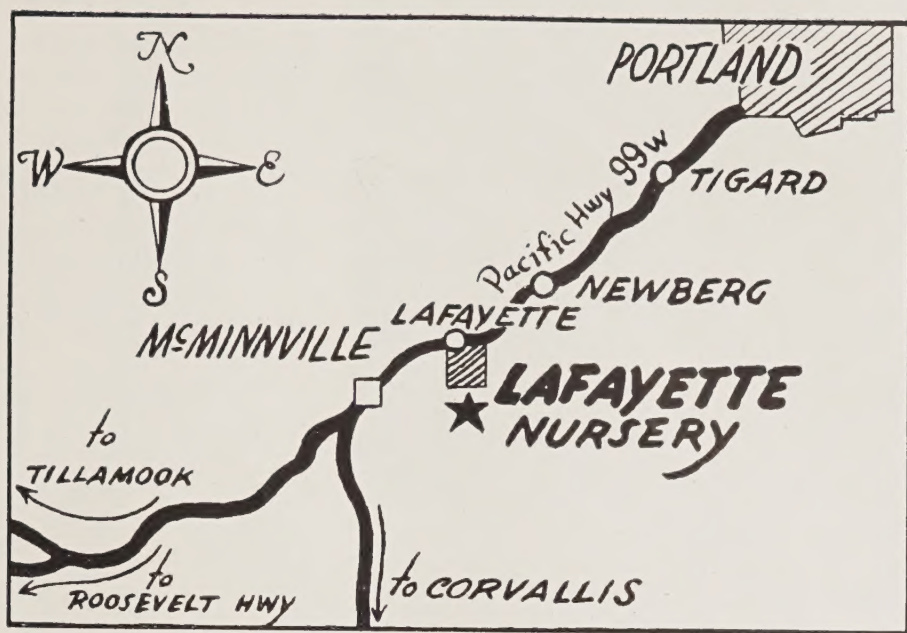 N
W
E
S
PORTLAND
TIGARD
Pacific Hwy 99W
NEWBERG
LAFAYETTE
McMINNVILLE
LAFAYETTE
NURSERY
to
TILLAMOOK
to
ROOSEVELT HWY
to CORVALLIS